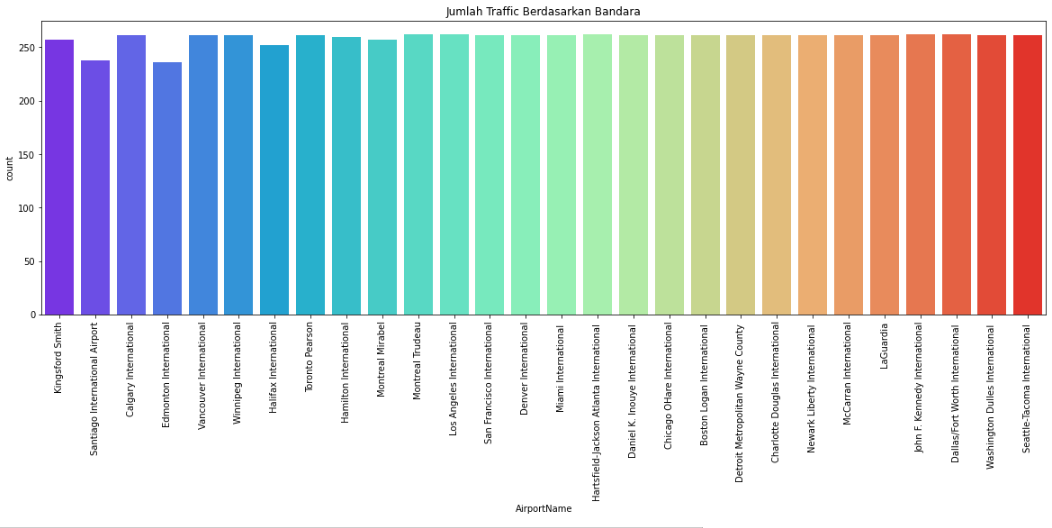 Jumlah Traffic Berdasarkan Bandara
count
250
200
150
100
50
0
Kingsford Smith
Santiago International Airport
Calgary International
Edmonton International
Vancouver International
Winnipeg International
Halifax International
Toronto Pearson
Hamilton International
Montreal Mirabel
Montreal Trudeau
Los Angeles International
San Francisco International
Denver International
Miami International
Hartsfield-Jackson Atlanta International
Daniel K. Inouye International
Chicago OHare International
Boston Logan International
Detroit Metropolitan Wayne County
Charlotte Douglas International
Newark Liberty International
McCarran International
LaGuardia
John F. Kennedy International
Dallas/Fort Worth International
Washington Dulles International
Seattle-Tacoma International
AirportName